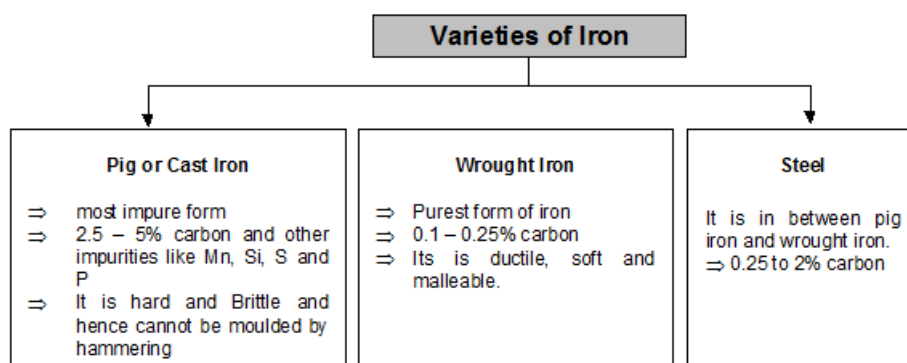 Varieties of Iron
Pig or Cast Iron
⇒ most impure form
⇒ 2.5 – 5% carbon and other
impurities like Mn, Si, S and
P
⇒ It is hard and Brittle and
hence cannot be moulded by
hammering
Wrought Iron
⇒ Purest form of iron
⇒ 0.1 – 0.25% carbon
⇒ Its is ductile, soft and
malleable.
Steel
It is in between pig
iron and wrought iron.
⇒ 0.25 to 2% carbon